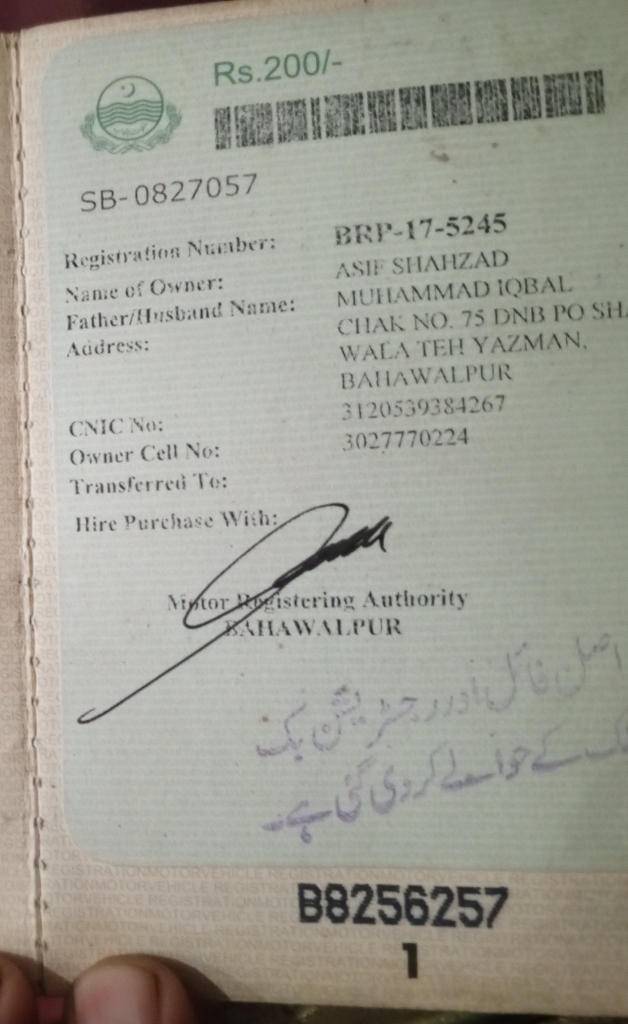 Rs.200/-
SB-0827057
Registration Number: BRP-17-5245
Name of Owner: ASIF SHAHZAD
Father/Husband Name: MUHAMMAD IQBAL
Address: CHAK NO. 75 DNB PO SH
WALA TEH YAZMAN,
BAHAWALPUR
CNIC No: 3120539384267
Owner Cell No: 3027770224
Transferred To:
Hire Purchase With:
Motor Registering Authority
BAHAWALPUR
اصل فائل اور رجسٹریشن بک
کے حوالے کر دی گئی ہے۔
B8256257
1